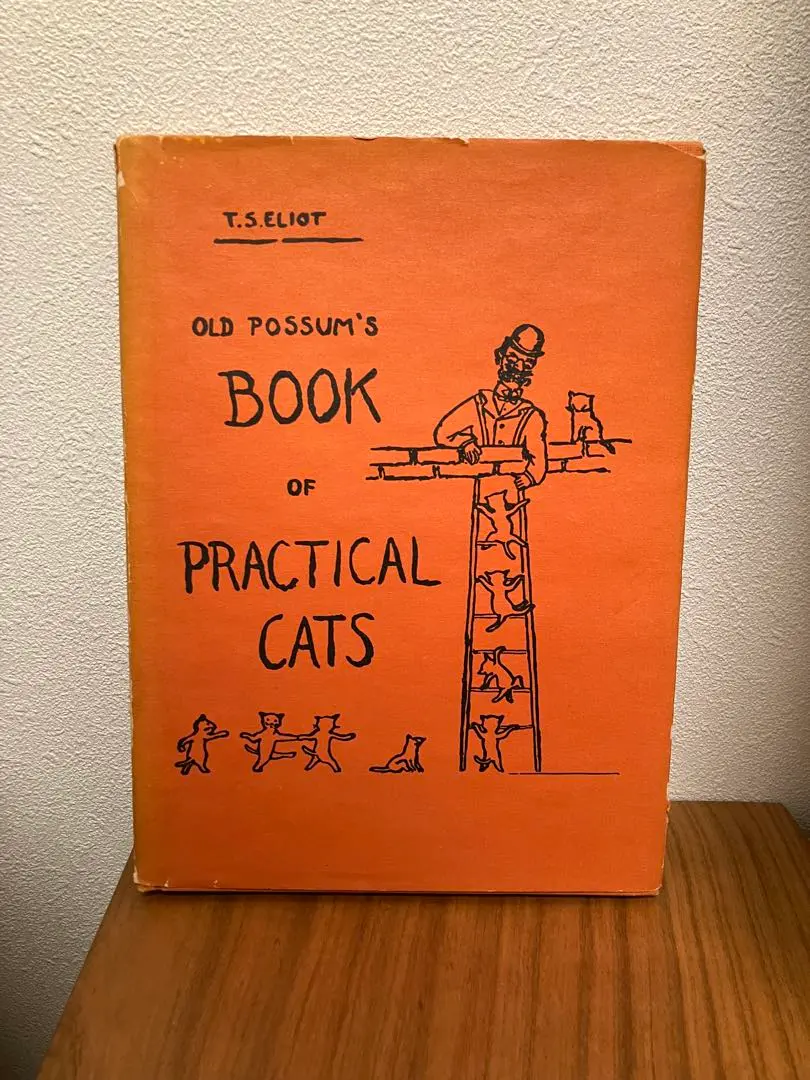 T.S.ELIOT
OLD POSSUM'S
BOOK
OF
PRACTICAL
CATS